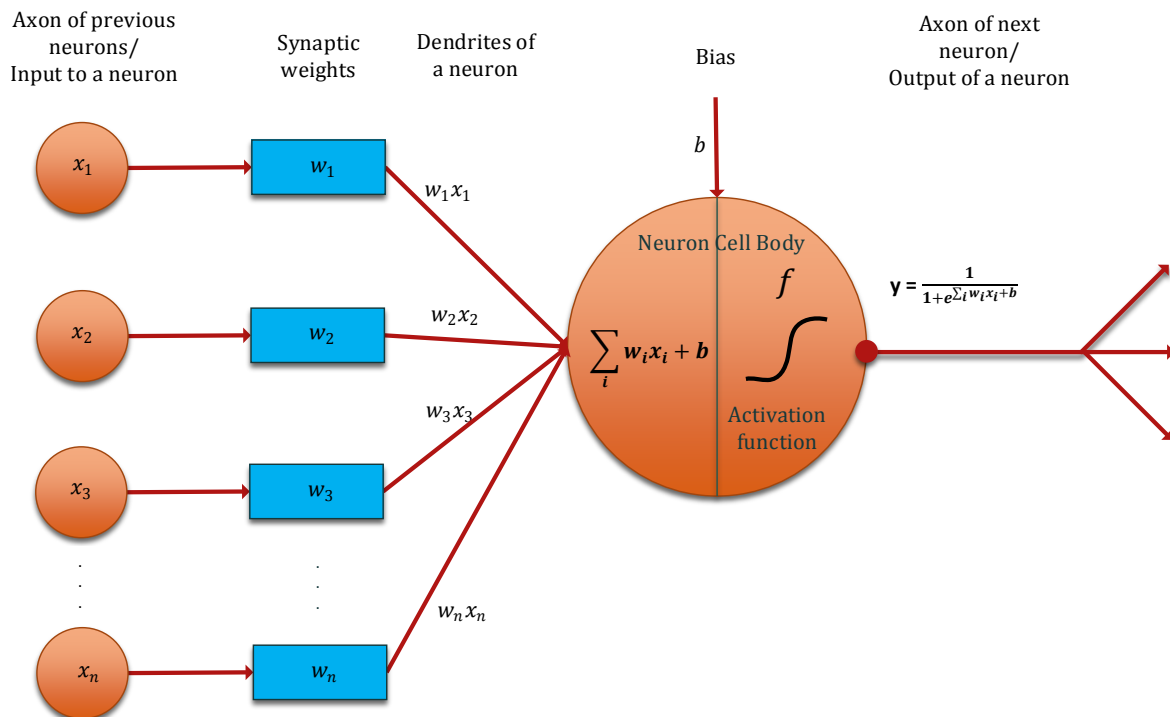 Axon of previous
neurons/
Input to a neuron
Synaptic
weights
Dendrites of
a neuron
Bias
Axon of next
neuron/
Output of a neuron
x₁
w₁
w₁x₁
b
Neuron Cell Body
f
y = 1/(1+e^(∑ᵢ wᵢxᵢ+b))
x₂
w₂
w₂x₂
∑ᵢ wᵢxᵢ + b
Activation
function
x₃
w₃
w₃x₃
. . .
. . .
xₙ
wₙ
wₙxₙ